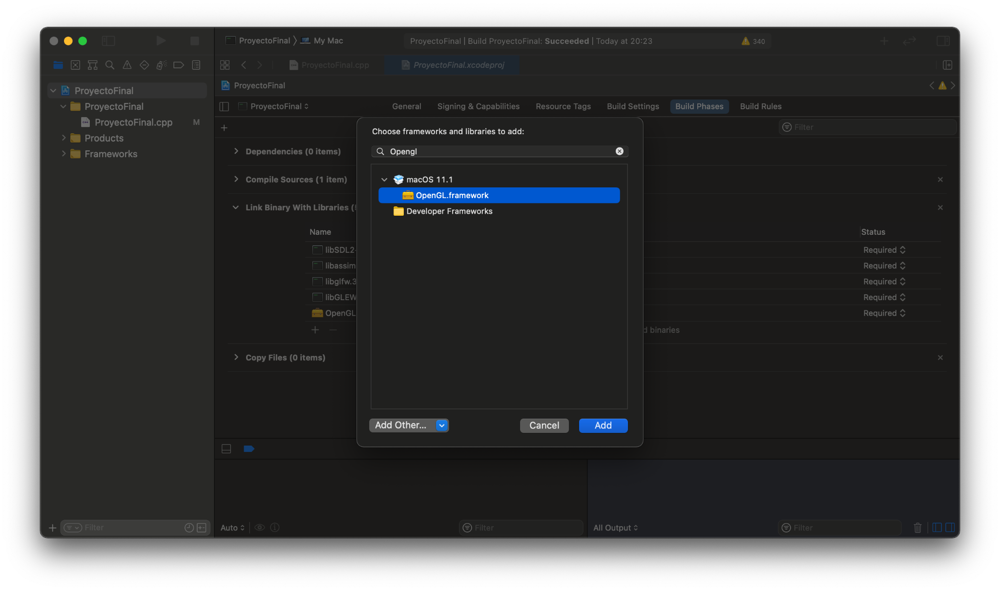 ProyectoFinal 〉 My Mac
ProyectoFinal | Build ProyectoFinal: Succeeded | Today at 20:23
340
ProyectoFinal.cpp
ProyectoFinal.xcodeproj
ProyectoFinal
ProyectoFinal
ProyectoFinal.cpp M
Products
Frameworks
ProyectoFinal
ProyectoFinal
General
Signing & Capabilities
Resource Tags
Build Settings
Build Phases
Build Rules
Filter
Dependencies (0 items)
Compile Sources (1 item)
Link Binary With Libraries (
Name
Status
libSDL2-
Required
libassim
Required
libglfw.3
Required
libGLEW
Required
OpenGL
Required
d binaries
Copy Files (0 items)
Choose frameworks and libraries to add:
Opengl
macOS 11.1
OpenGL.framework
Developer Frameworks
Add Other...
Cancel
Add
Filter
Auto
Filter
All Output
Filter